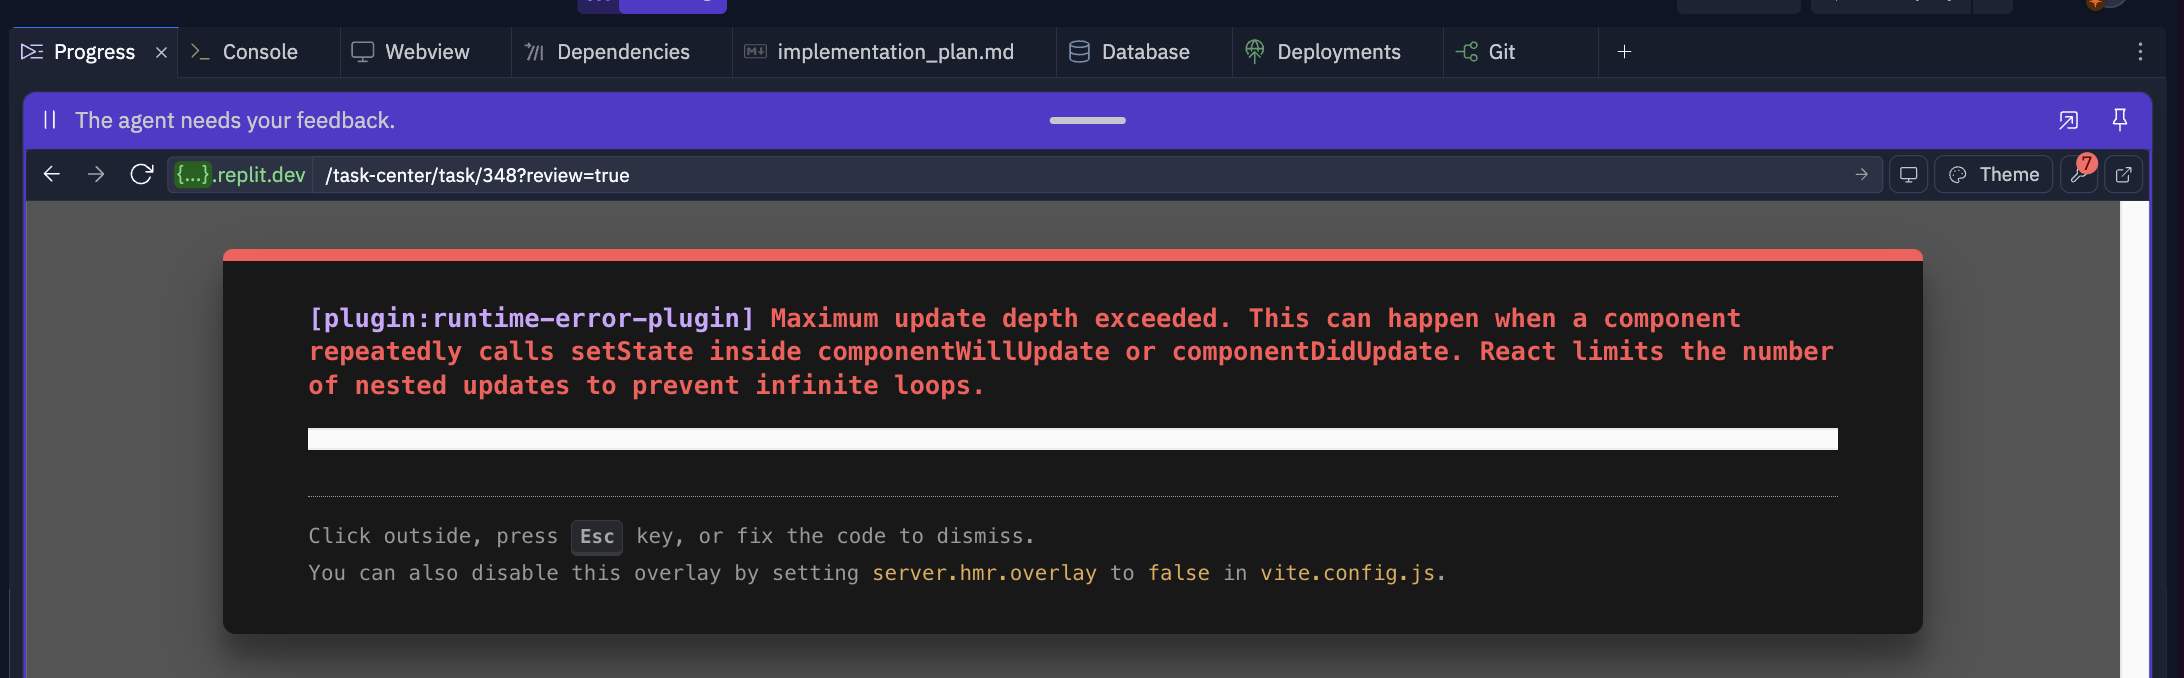 Progress × Console Webview Dependencies implementation_plan.md Database Deployments Git +
The agent needs your feedback.
{...}.replit.dev /task-center/task/348?review=true Theme 7
[plugin:runtime-error-plugin] Maximum update depth exceeded. This can happen when a component
repeatedly calls setState inside componentWillUpdate or componentDidUpdate. React limits the number
of nested updates to prevent infinite loops.
Click outside, press Esc key, or fix the code to dismiss.
You can also disable this overlay by setting server.hmr.overlay to false in vite.config.js.